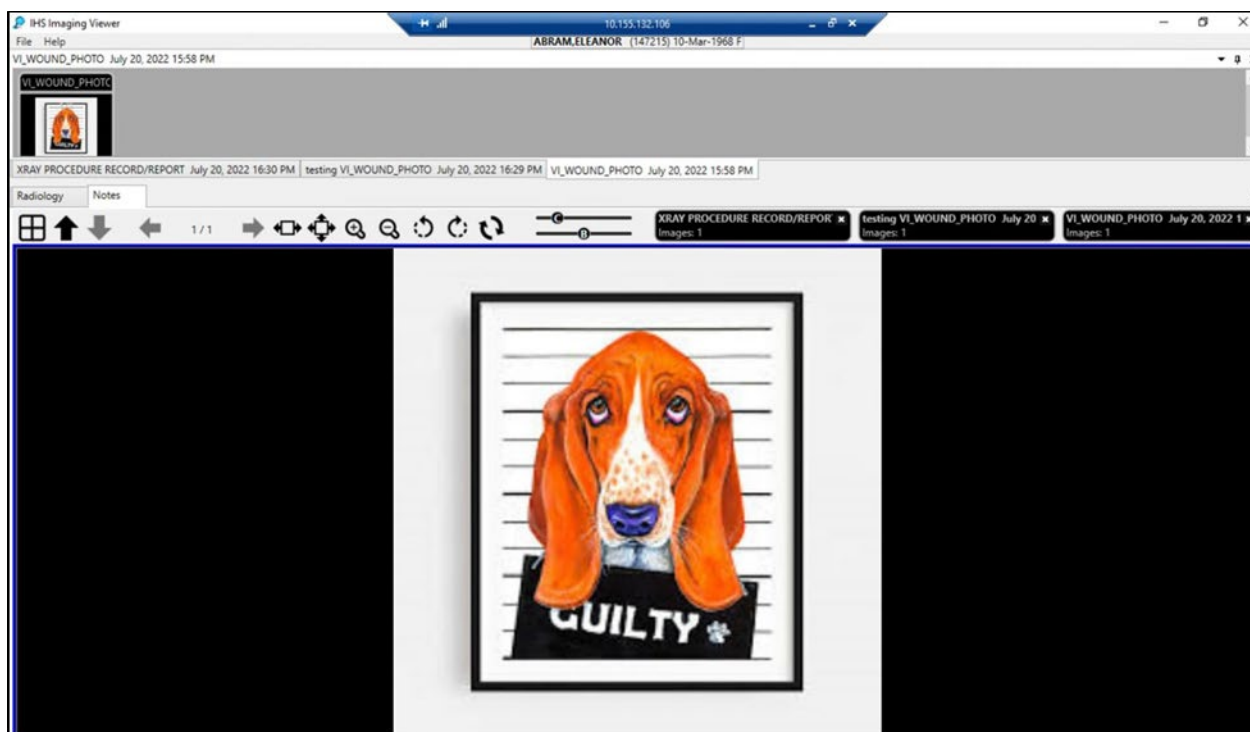 IHS Imaging Viewer
10.155.132.106
File Help
ABRAM,ELEANOR (147215) 10-Mar-1968 F
VI_WOUND_PHOTO July 20, 2022 15:58 PM
VI_WOUND_PHOTO
XRAY PROCEDURE RECORD/REPORT July 20, 2022 16:30 PM
testing VI_WOUND_PHOTO July 20, 2022 16:29 PM
VI_WOUND_PHOTO July 20, 2022 15:58 PM
Radiology
Notes
1 / 1
C
B
XRAY PROCEDURE RECORD/REPOR
Images: 1
testing VI_WOUND_PHOTO July 20
Images: 1
VI_WOUND_PHOTO July 20, 2022 1
Images: 1
GUILTY